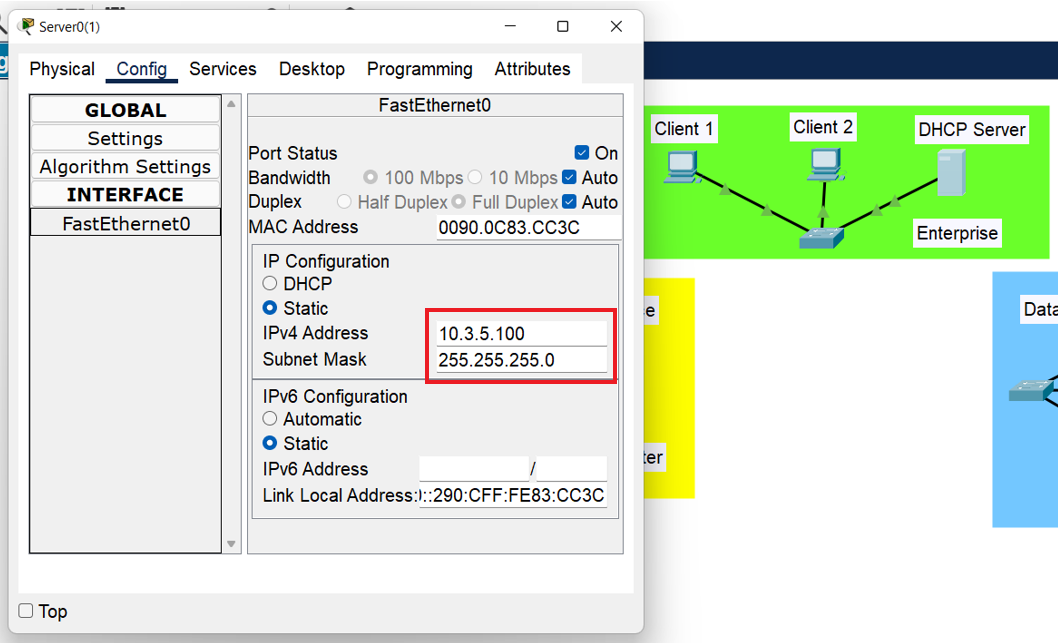 Server0(1)
Physical Config Services Desktop Programming Attributes
GLOBAL
Settings
Algorithm Settings
INTERFACE
FastEthernet0
FastEthernet0
Port Status On
Bandwidth 100 Mbps 10 Mbps Auto
Duplex Half Duplex Full Duplex Auto
MAC Address 0090.0C83.CC3C
IP Configuration
DHCP
Static
IPv4 Address 10.3.5.100
Subnet Mask 255.255.255.0
IPv6 Configuration
Automatic
Static
IPv6 Address /
Link Local Address: ::290:CFF:FE83:CC3C
Top
Client 1
Client 2
DHCP Server
Enterprise
Data